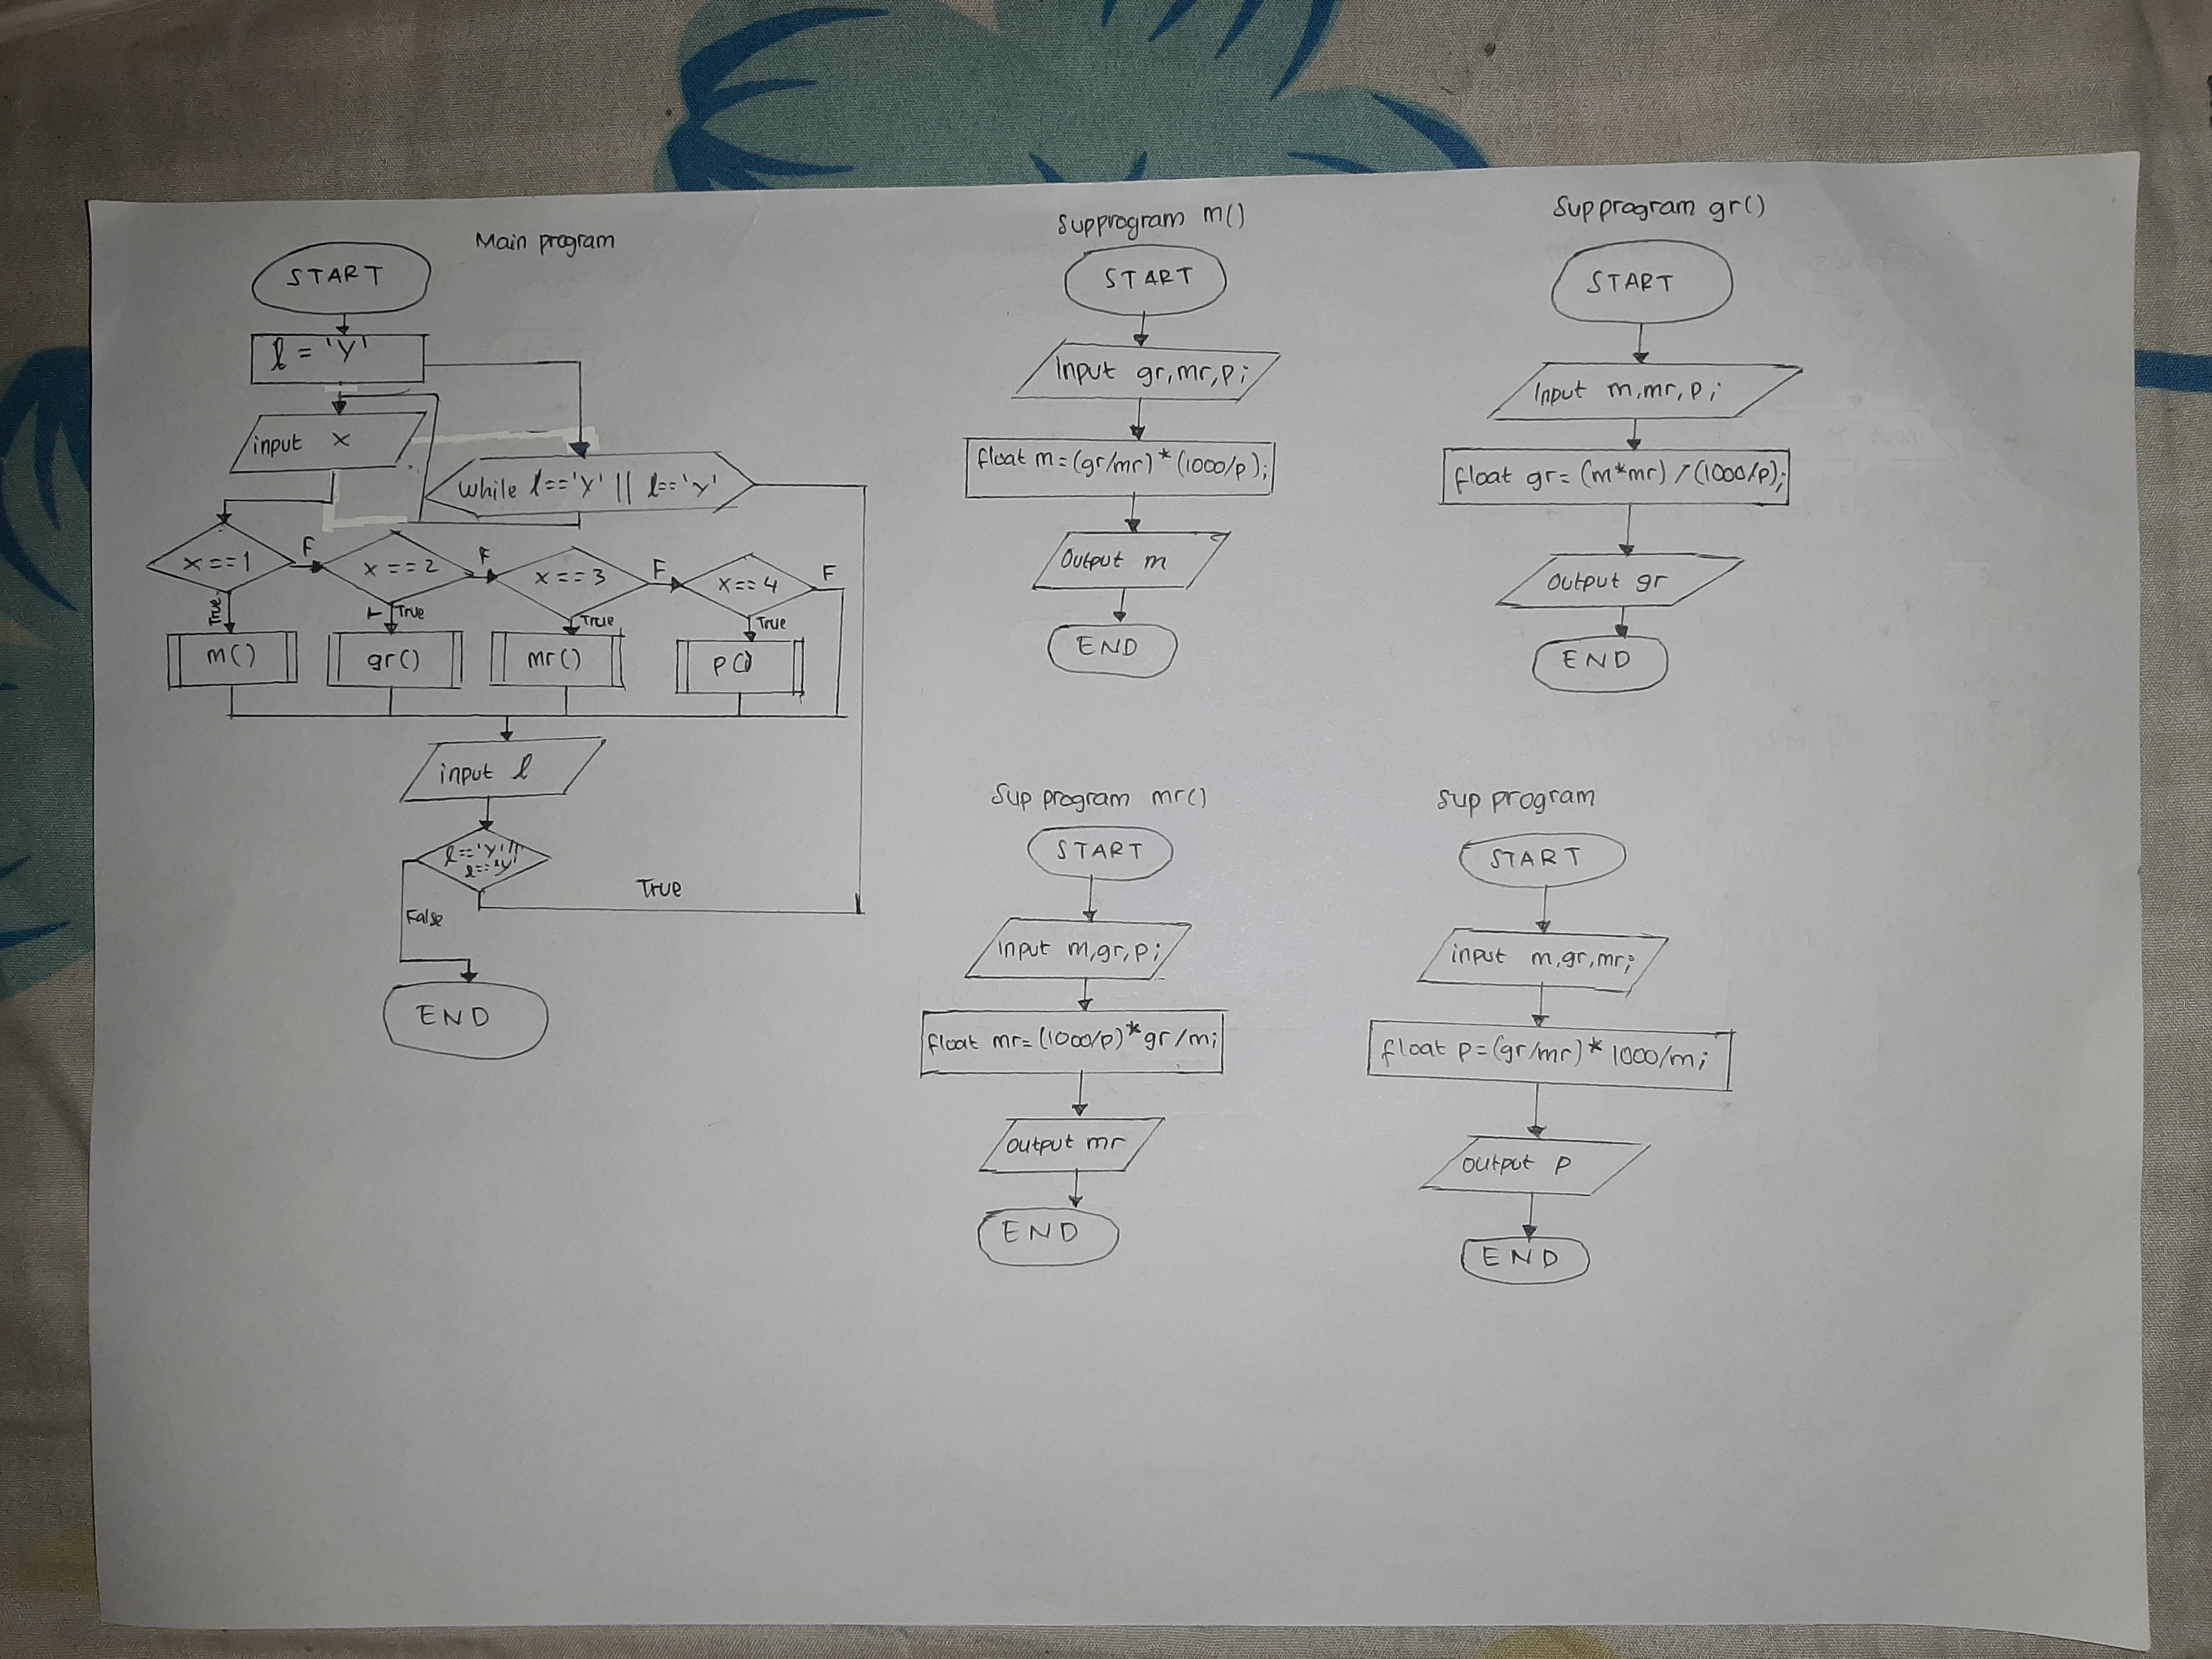 Main program
START
l = 'Y'
input x
while l=='Y' || l=='Y'
x==1
F
x==2
F
x==3
F
x==4
F
True
T True
True
True
m()
gr()
mr()
P()
input l
l=='Y'||
l=='y'
False
True
END
Supprogram m()
START
Input gr,mr,P;
float m=(gr/mr)*(1000/p);
Output m
END
Supprogram gr()
START
Input m,mr,P;
float gr=(m*mr)/(1000/p);
Output gr
END
Sup program mr()
START
Input m,gr,P;
float mr=(1000/p)*gr/m;
output mr
END
Sup program
START
input m,gr,mr;
float P=(gr/mr)*1000/m;
output P
END